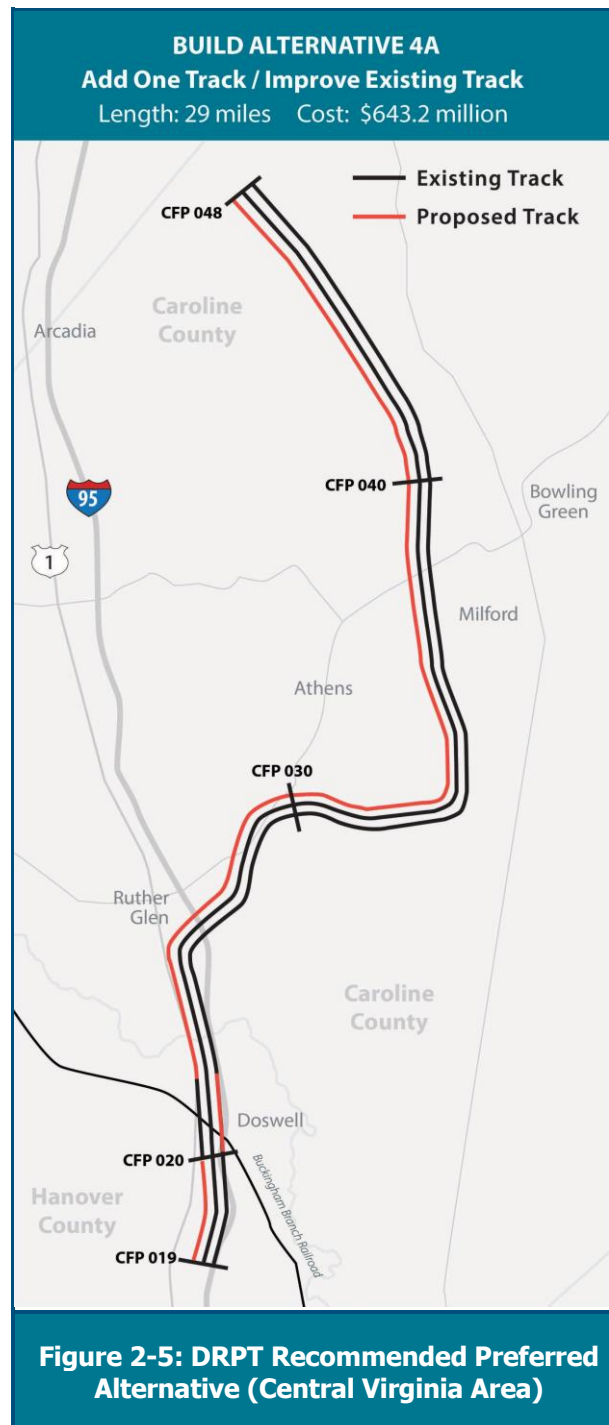 BUILD ALTERNATIVE 4A
Add One Track / Improve Existing Track
Length: 29 miles Cost: $643.2 million
Existing Track
Proposed Track
CFP 048
Caroline
County
Arcadia
CFP 040
95
Bowling
Green
1
Milford
Athens
CFP 030
Ruther
Glen
Caroline
County
Doswell
CFP 020
Buckingham Branch Railroad
Hanover
County
CFP 019
Figure 2-5: DRPT Recommended Preferred
Alternative (Central Virginia Area)